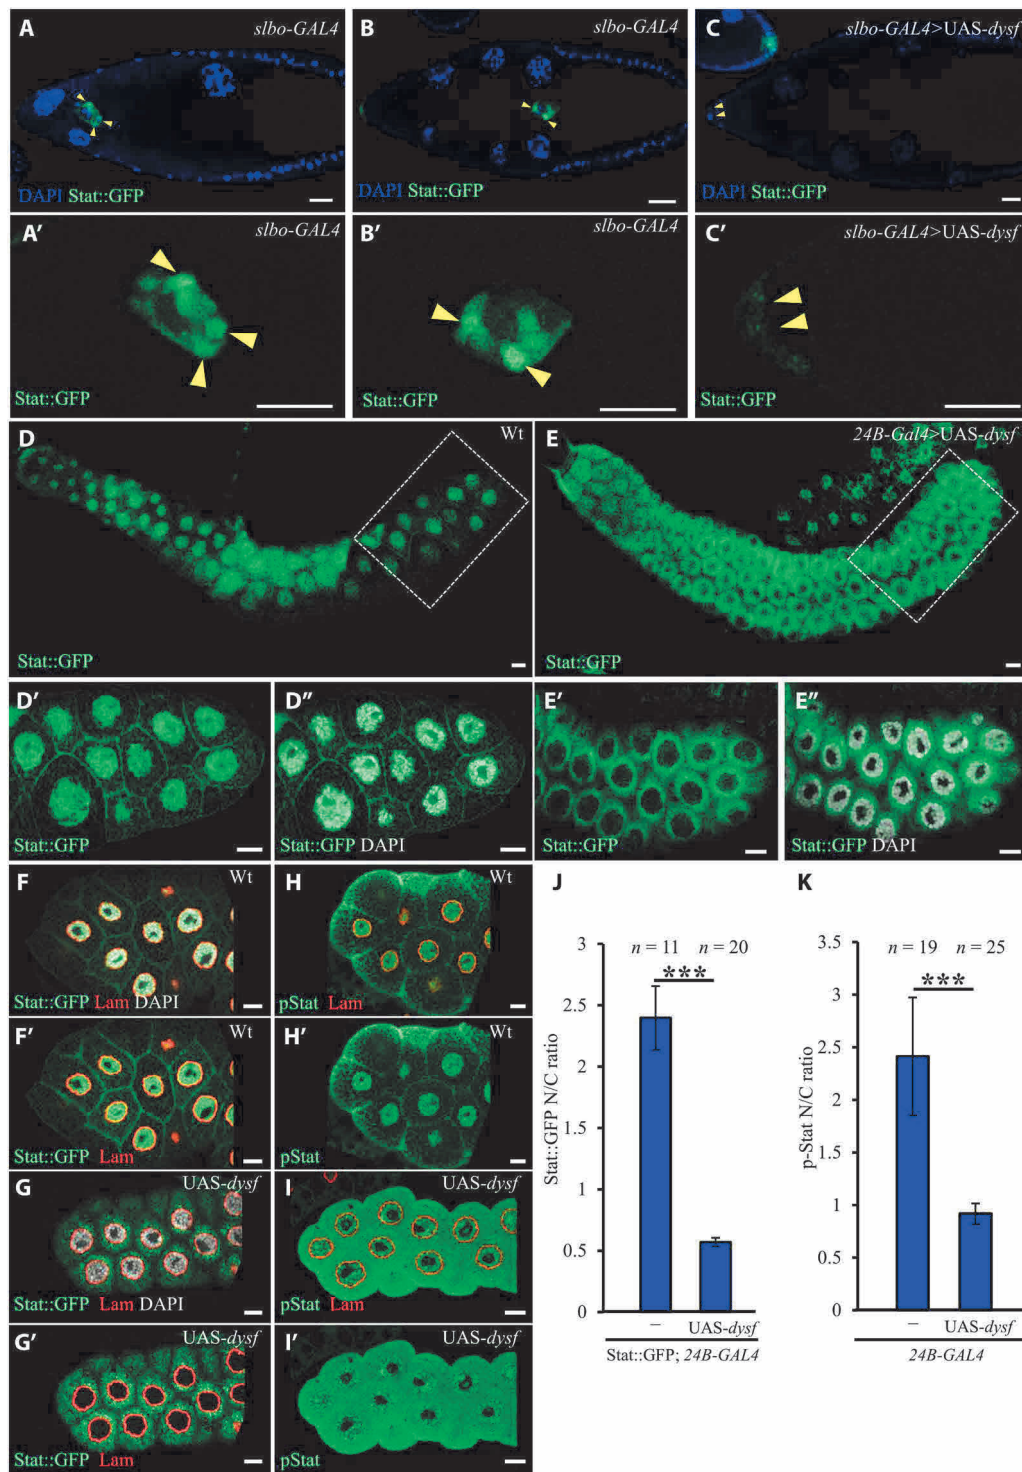 A slbo-GAL4
DAPI Stat::GFP
B slbo-GAL4
DAPI Stat::GFP
C slbo-GAL4>UAS-dysf
DAPI Stat::GFP
A′ slbo-GAL4
Stat::GFP
B′ slbo-GAL4
Stat::GFP
C′ slbo-GAL4>UAS-dysf
Stat::GFP
D Wt
Stat::GFP
E 24B-Gal4>UAS-dysf
Stat::GFP
D′
Stat::GFP
D″
Stat::GFP DAPI
E′
Stat::GFP
E″
Stat::GFP DAPI
F Wt
Stat::GFP Lam DAPI
F′ Wt
Stat::GFP Lam
G UAS-dysf
Stat::GFP Lam DAPI
G′ UAS-dysf
Stat::GFP Lam
H Wt
pStat Lam
H′ Wt
pStat
I UAS-dysf
pStat Lam
I′ UAS-dysf
pStat
J
n = 11 n = 20
***
3
2.5
2
1.5
1
0.5
0
Stat::GFP N/C ratio
– UAS-dysf
Stat::GFP; 24B-GAL4
K
n = 19 n = 25
***
3.5
3
2.5
2
1.5
1
0.5
0
p-Stat N/C ratio
– UAS-dysf
24B-GAL4